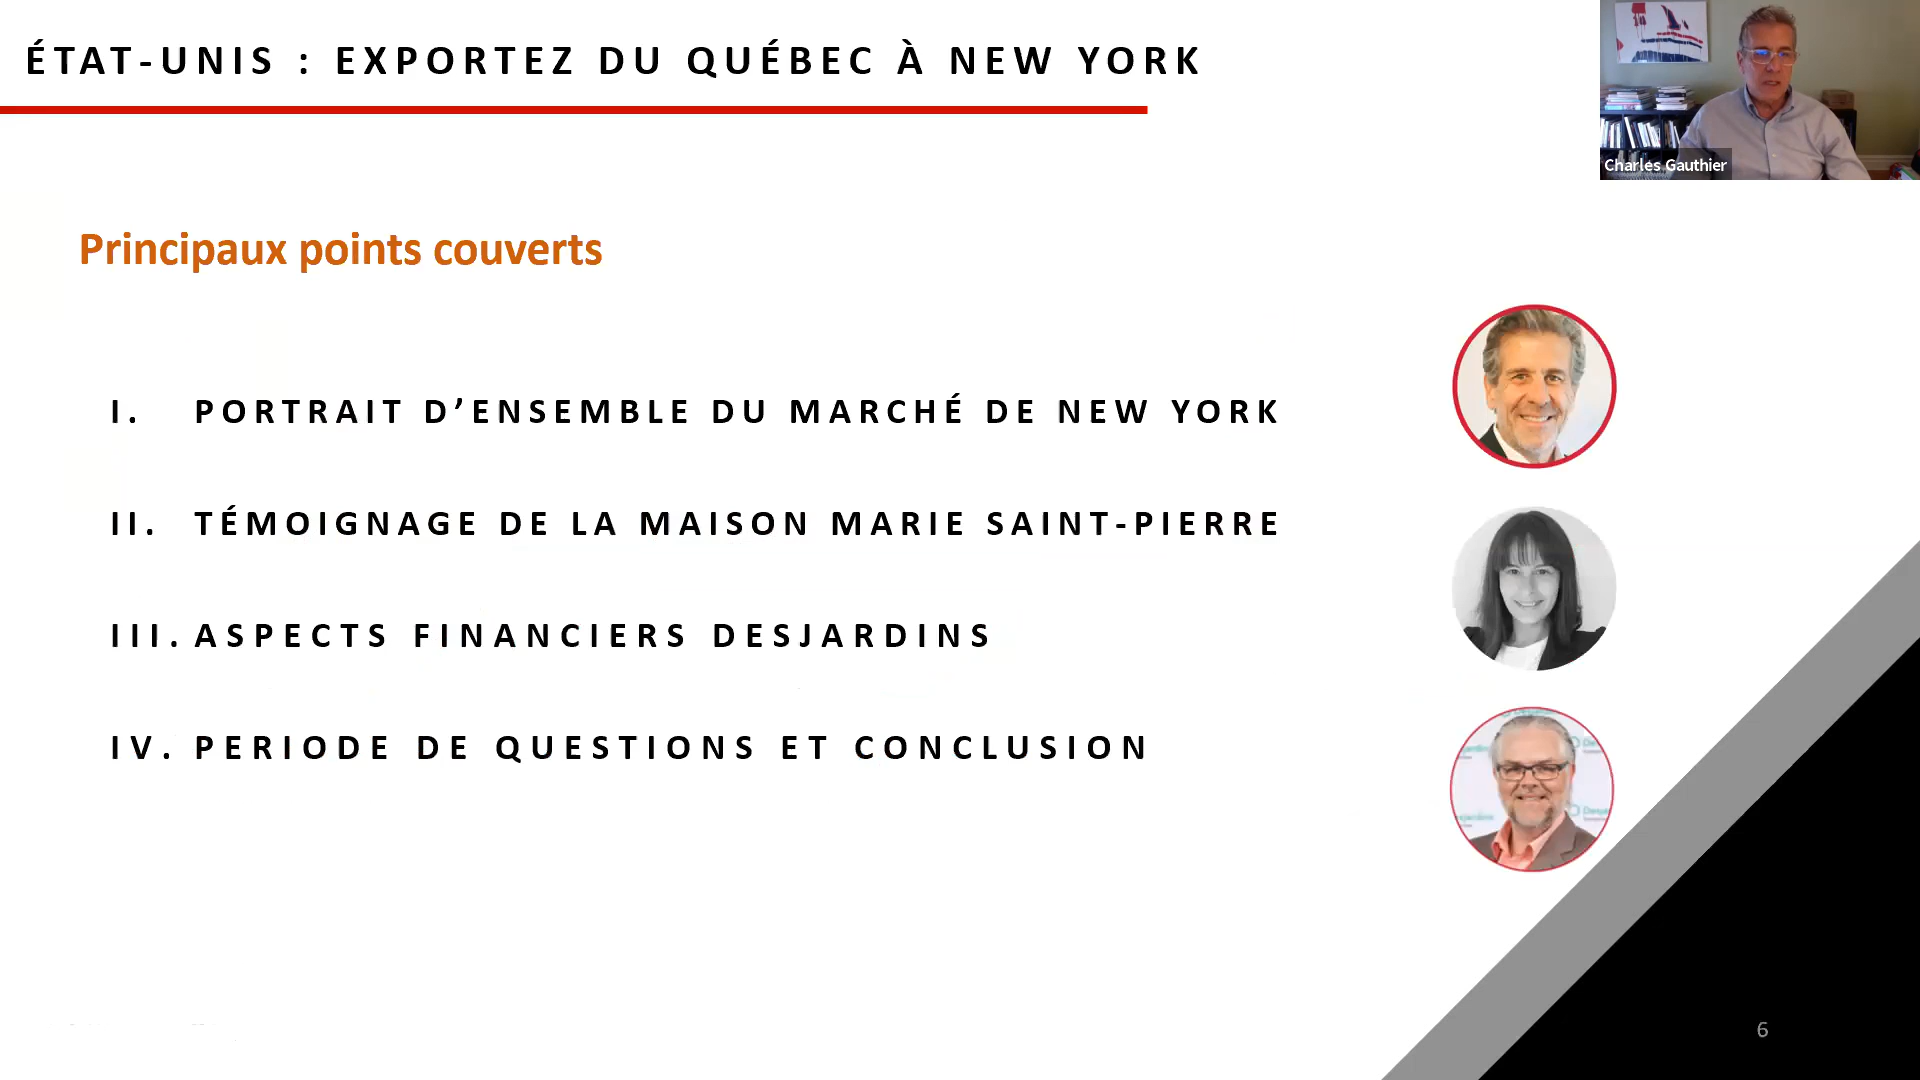 ÉTAT-UNIS : EXPORTEZ DU QUÉBEC À NEW YORK
Charles Gauthier
Principaux points couverts
I. PORTRAIT D’ENSEMBLE DU MARCHÉ DE NEW YORK
II. TÉMOIGNAGE DE LA MAISON MARIE SAINT-PIERRE
III. ASPECTS FINANCIERS DESJARDINS
IV. PERIODE DE QUESTIONS ET CONCLUSION
6